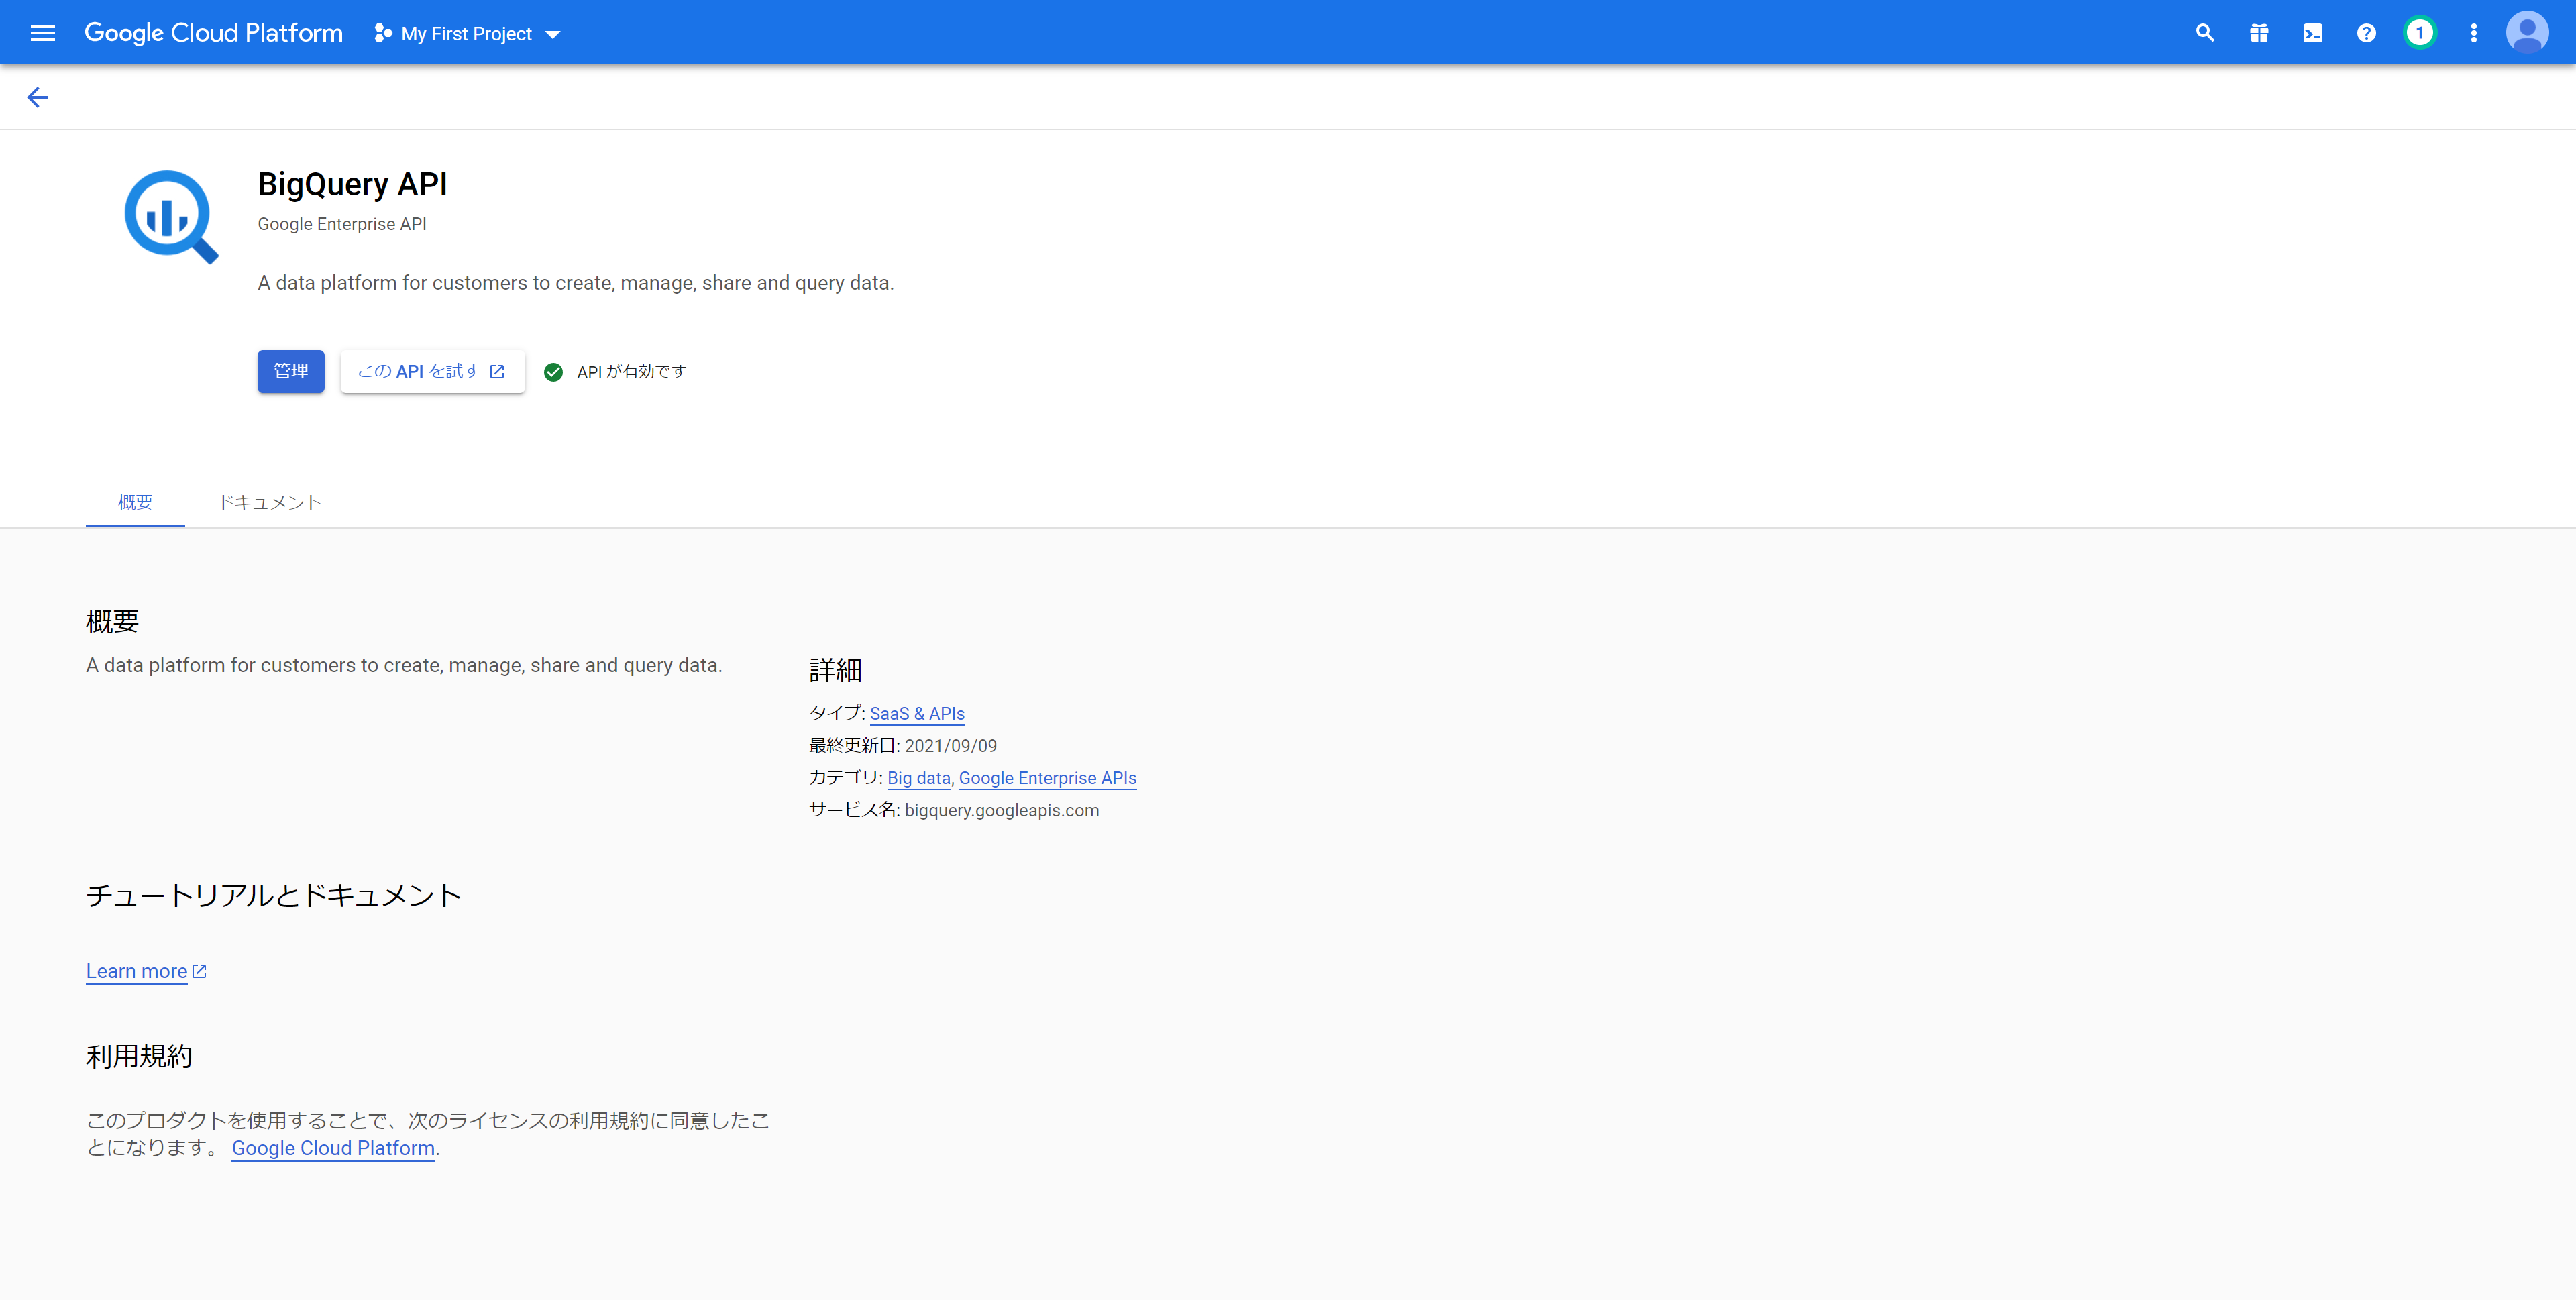 Google Cloud Platform My First Project 1
BigQuery API
Google Enterprise API
A data platform for customers to create, manage, share and query data.
管理 この API を試す API が有効です
概要 ドキュメント
概要
A data platform for customers to create, manage, share and query data.
詳細
タイプ: SaaS & APIs
最終更新日: 2021/09/09
カテゴリ: Big data, Google Enterprise APIs
サービス名: bigquery.googleapis.com
チュートリアルとドキュメント
Learn more
利用規約
このプロダクトを使用することで、次のライセンスの利用規約に同意したこ
とになります。 Google Cloud Platform.